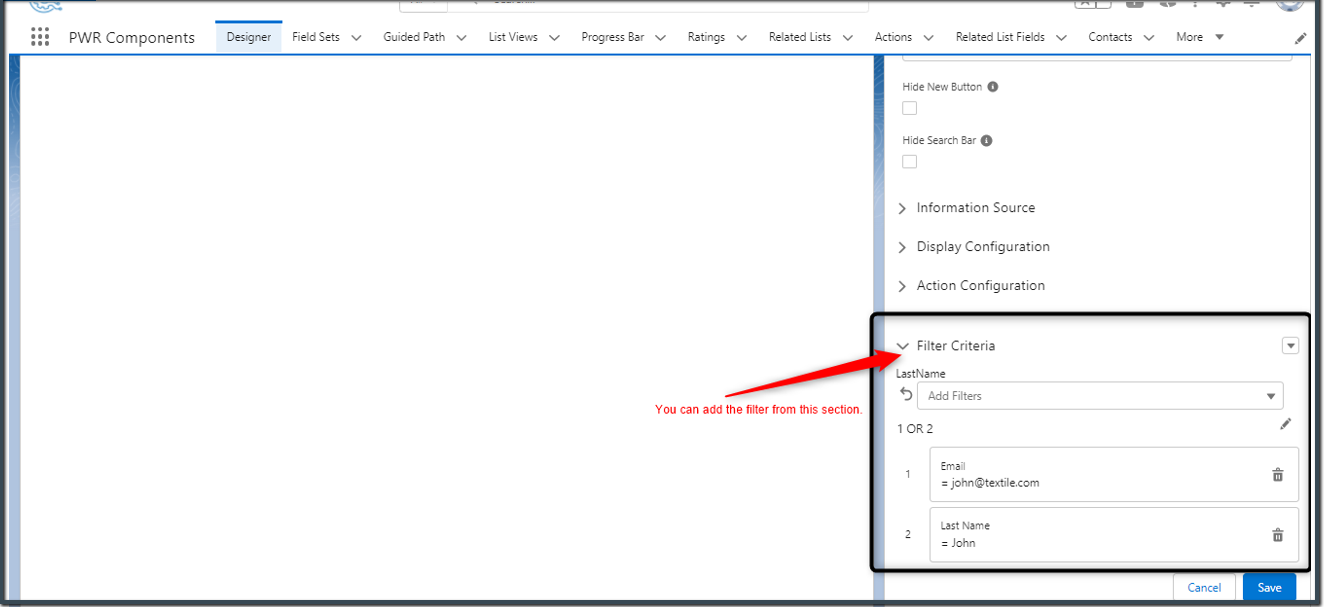 PWR Components
Designer
Field Sets
Guided Path
List Views
Progress Bar
Ratings
Related Lists
Actions
Related List Fields
Contacts
More
Hide New Button
Hide Search Bar
Information Source
Display Configuration
Action Configuration
Filter Criteria
LastName
Add Filters
You can add the filter from this section.
1 OR 2
1
Email
= john@textile.com
2
Last Name
= John
Cancel
Save